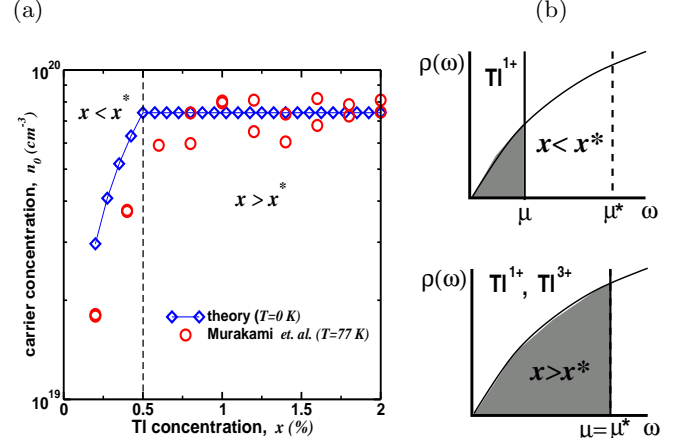 (a)
10^20
x < x*
x > x*
theory (T=0 K)
Murakami et. al. (T=77 K)
10^19
0
0.5
1
1.5
2
Tl concentration, x (%)
carrier concentration, n_0 (cm^-3)
(b)
ρ(ω)
Tl^1+
x < x*
μ
μ*
ω
ρ(ω)
Tl^1+, Tl^3+
x>x*
μ=μ*
ω